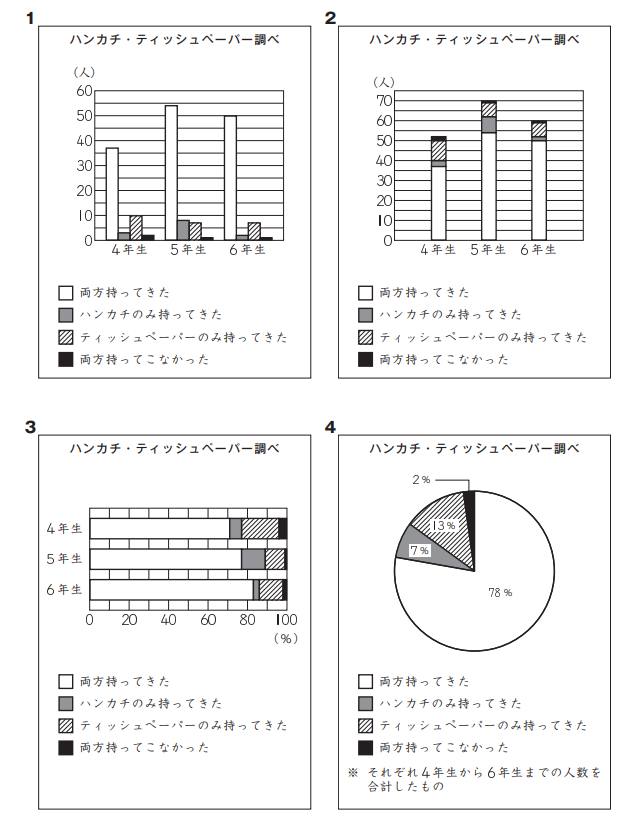 1
ハンカチ・ティッシュペーパー調べ
(人)
60
50
40
30
20
10
0
4年生 5年生 6年生
両方持ってきた
ハンカチのみ持ってきた
ティッシュペーパーのみ持ってきた
両方持ってこなかった
2
ハンカチ・ティッシュペーパー調べ
(人)
70
60
50
40
30
20
10
0
4年生 5年生 6年生
両方持ってきた
ハンカチのみ持ってきた
ティッシュペーパーのみ持ってきた
両方持ってこなかった
3
ハンカチ・ティッシュペーパー調べ
4年生
5年生
6年生
0 20 40 60 80 100
(%)
両方持ってきた
ハンカチのみ持ってきた
ティッシュペーパーのみ持ってきた
両方持ってこなかった
4
ハンカチ・ティッシュペーパー調べ
2%
13%
7%
78%
両方持ってきた
ハンカチのみ持ってきた
ティッシュペーパーのみ持ってきた
両方持ってこなかった
※ それぞれ4年生から6年生までの人数を
合計したもの